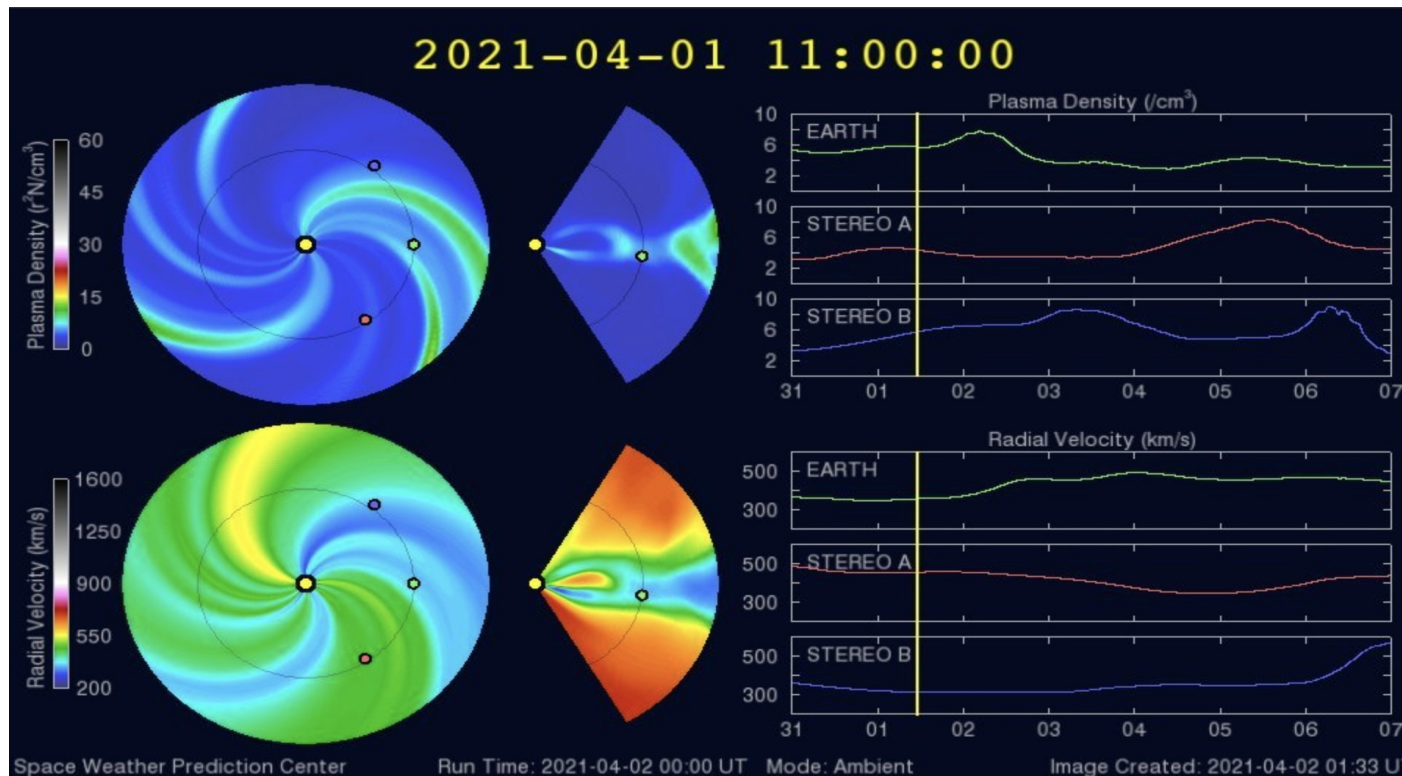 2021-04-01 11:00:00
Plasma Density (r²N/cm³)
60
45
30
15
0
Plasma Density (/cm³)
10
6
2
EARTH
10
6
2
STEREO A
10
6
2
STEREO B
31 01 02 03 04 05 06 07
Radial Velocity (km/s)
1600
1250
900
550
200
Radial Velocity (km/s)
500
300
EARTH
500
300
STEREO A
500
300
STEREO B
31 01 02 03 04 05 06 07
Space Weather Prediction Center Run Time: 2021-04-02 00:00 UT Mode: Ambient Image Created: 2021-04-02 01:33 U